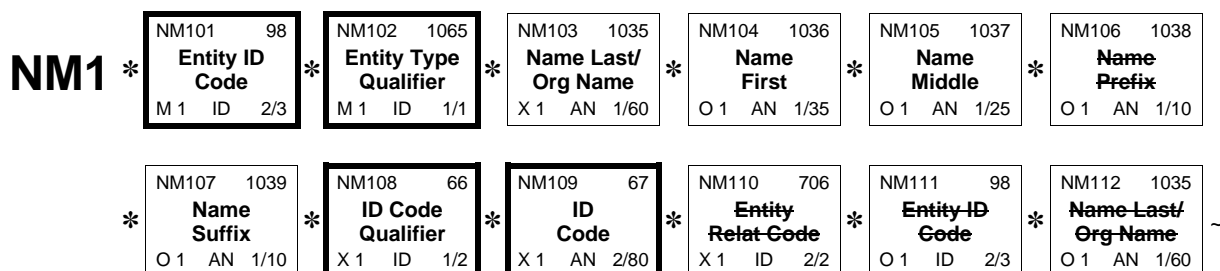 NM101 98 NM102 1065 NM103 1035 NM104 1036 NM105 1037 NM106 1038
NM1 * Entity ID * Entity Type * Name Last/ * Name * Name * Name
Code Qualifier Org Name First Middle Prefix
M 1 ID 2/3 M 1 ID 1/1 X 1 AN 1/60 O 1 AN 1/35 O 1 AN 1/25 O 1 AN 1/10
NM107 1039 NM108 66 NM109 67 NM110 706 NM111 98 NM112 1035
* Name * ID Code * ID * Entity * Entity ID * Name Last/ ~
Suffix Qualifier Code Relat Code Code Org Name
O 1 AN 1/10 X 1 ID 1/2 X 1 AN 2/80 X 1 ID 2/2 O 1 ID 2/3 O 1 AN 1/60